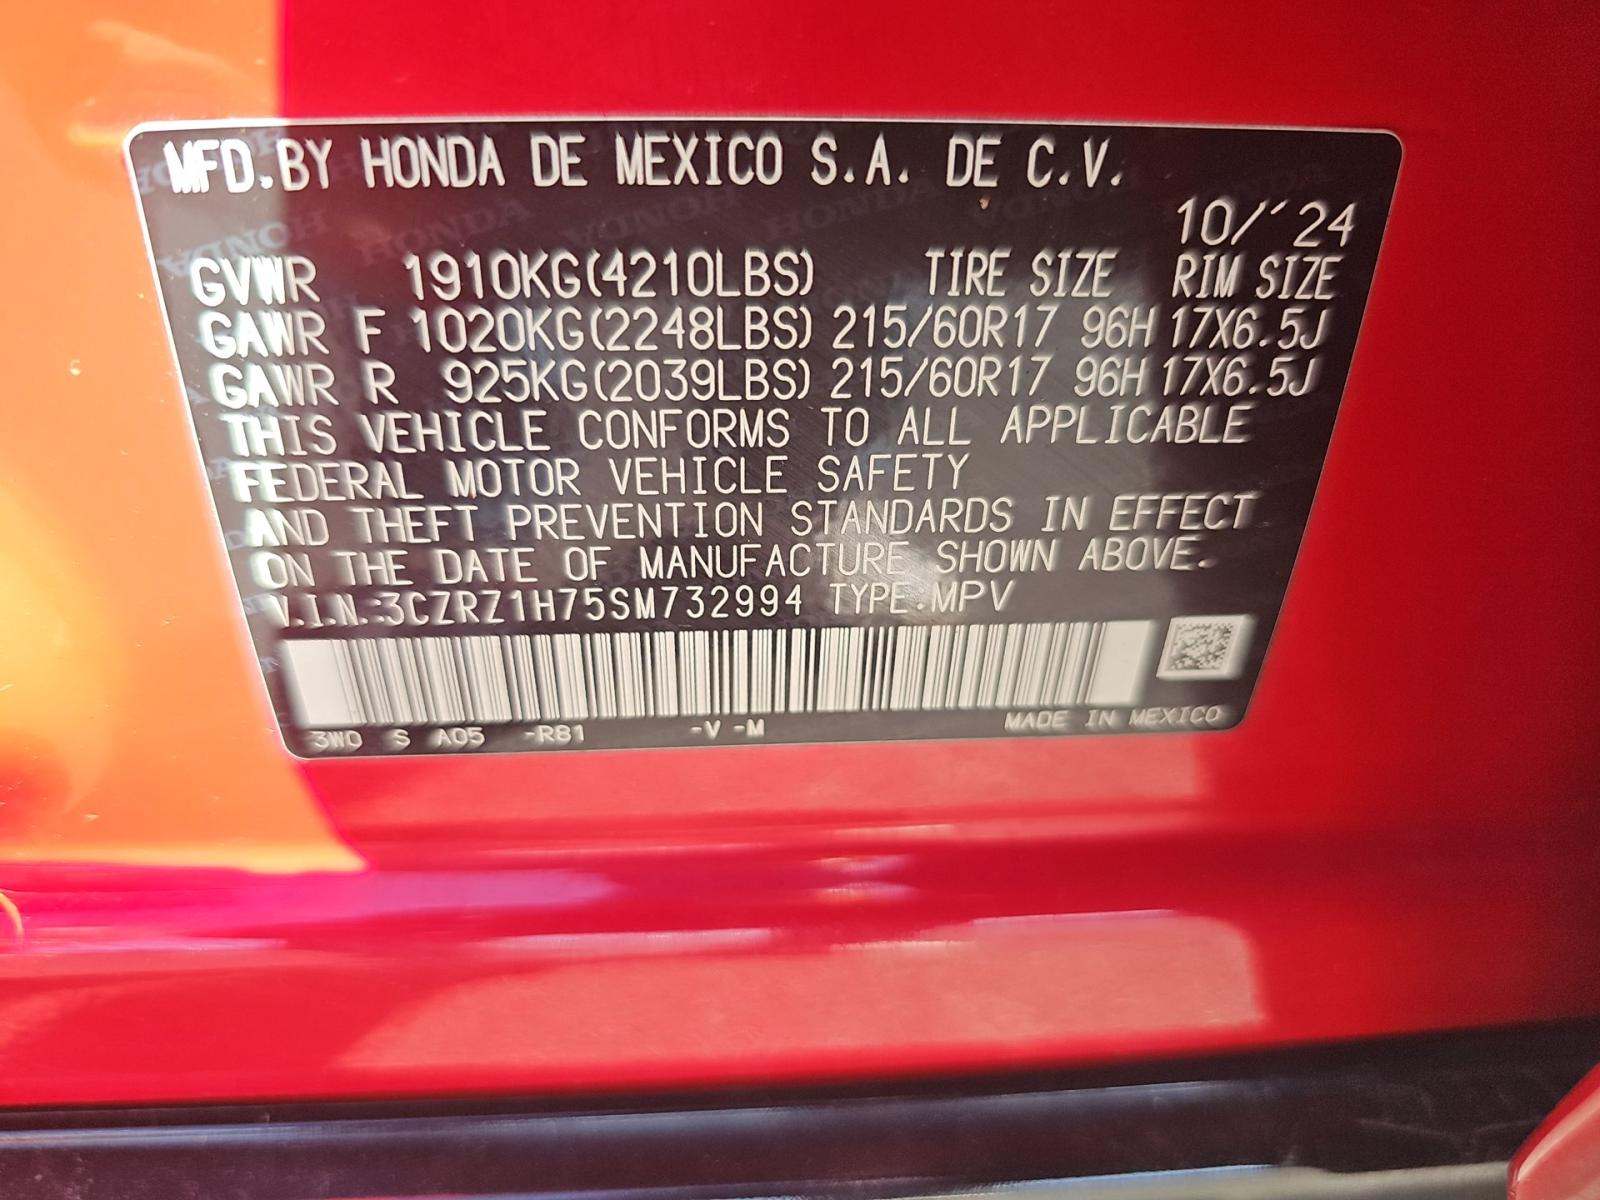 MFD.BY HONDA DE MEXICO S.A. DE C.V.
10/'24
GVWR 1910KG(4210LBS) TIRE SIZE RIM SIZE
GAWR F 1020KG(2248LBS) 215/60R17 96H 17X6.5J
GAWR R 925KG(2039LBS) 215/60R17 96H 17X6.5J
THIS VEHICLE CONFORMS TO ALL APPLICABLE
FEDERAL MOTOR VEHICLE SAFETY
AND THEFT PREVENTION STANDARDS IN EFFECT
ON THE DATE OF MANUFACTURE SHOWN ABOVE.
V.I.N.:3CZRZ1H75SM732994 TYPE:MPV
3W0 S A05 -R81 -V -M MADE IN MEXICO